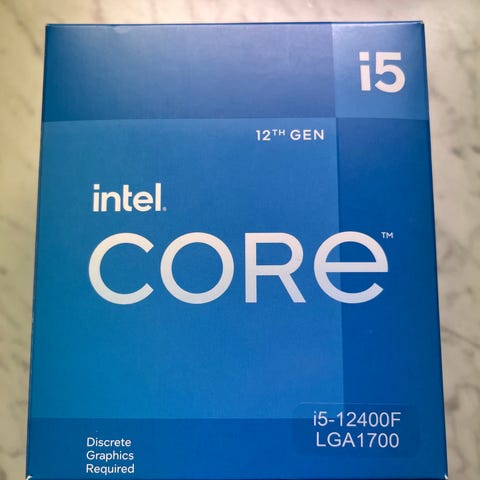 i5
12TH GEN
intel.
CORe™
i5-12400F
LGA1700
Discrete
Graphics
Required